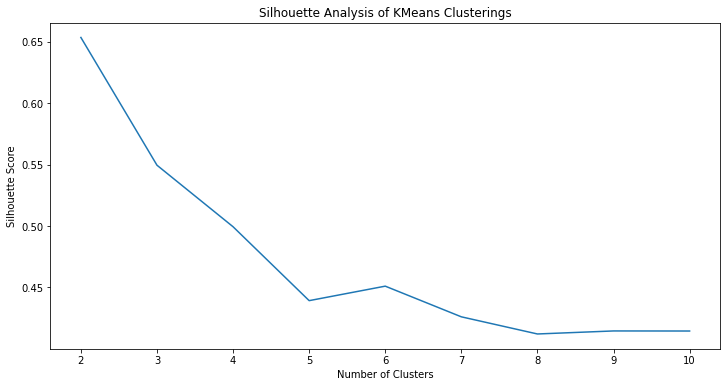 Silhouette Analysis of KMeans Clusterings
Silhouette Score
0.65
0.60
0.55
0.50
0.45
2 3 4 5 6 7 8 9 10
Number of Clusters